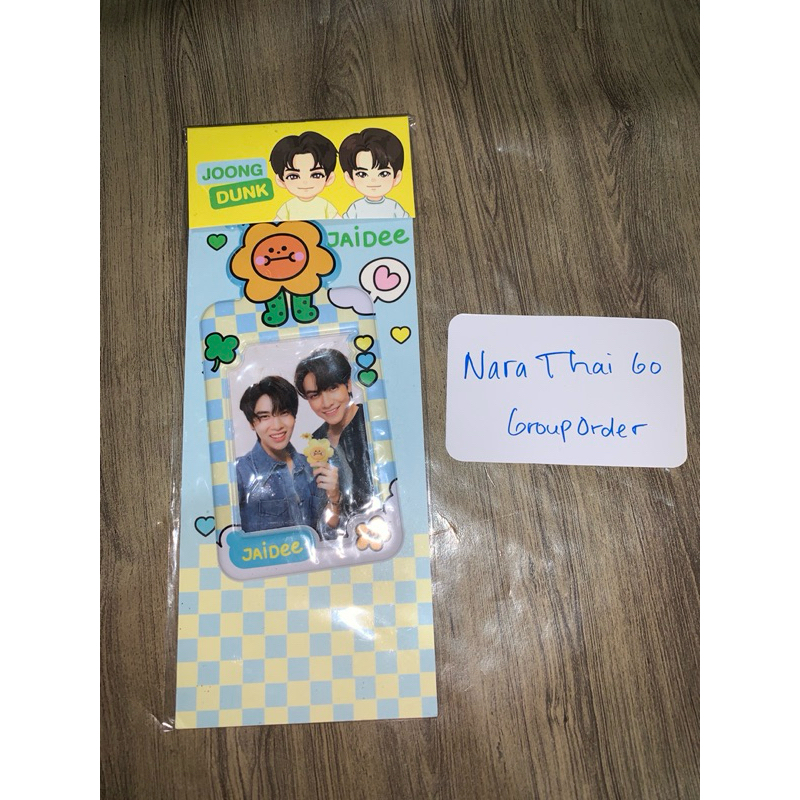 JOONG
DUNK
JAiDee
JAiDee
Nara Thai Go
Group Order